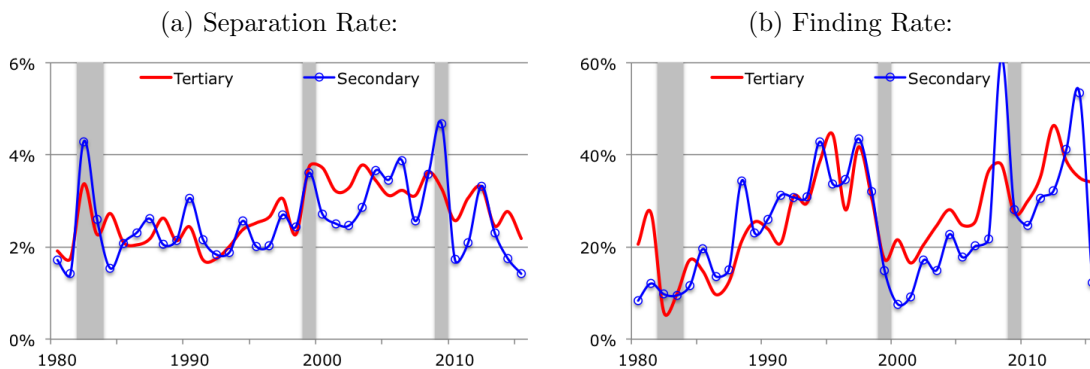 (a) Separation Rate:
6%
Tertiary Secondary
4%
2%
0%
1980 1990 2000 2010
(b) Finding Rate:
60%
Tertiary Secondary
40%
20%
0%
1980 1990 2000 2010